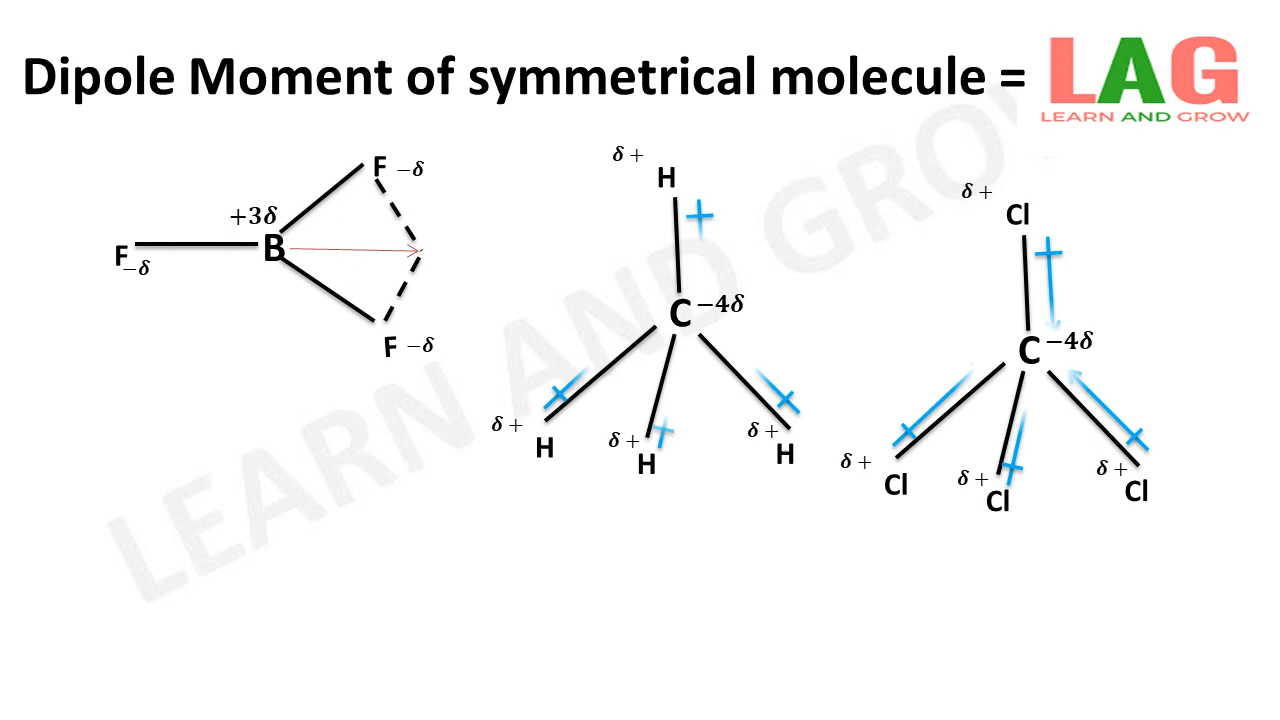 Dipole Moment of symmetrical molecule =
LAG
LEARN AND GROW
F −δ
+3δ
B
F −δ
F −δ
δ +
H
C −4δ
δ +
H
δ +
H
δ +
H
δ +
Cl
C −4δ
δ +
Cl
δ +
Cl
δ +
Cl
LEARN AND GROW